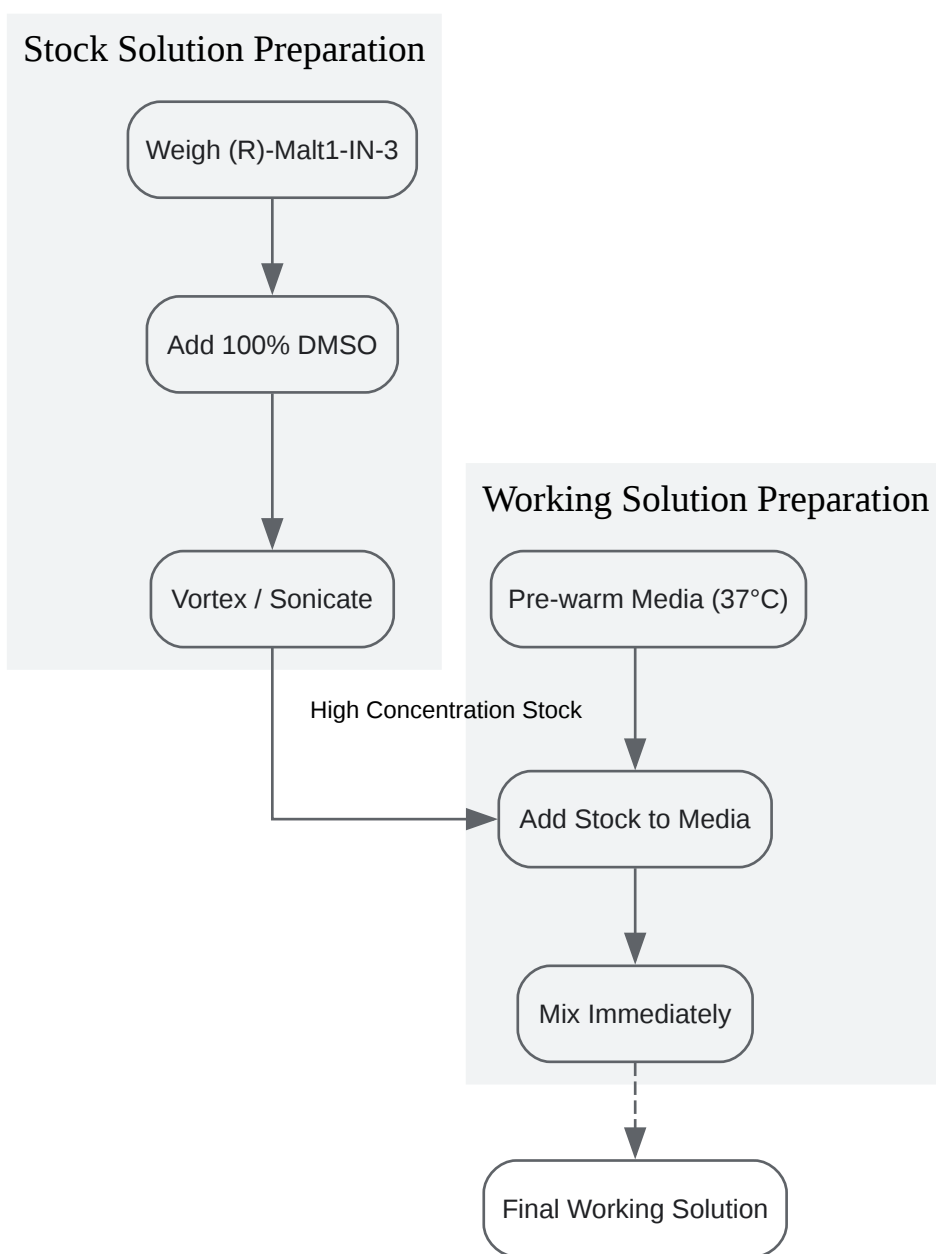 Stock Solution Preparation
Weigh (R)-Malt1-IN-3
Add 100% DMSO
Vortex / Sonicate
High Concentration Stock
Working Solution Preparation
Pre-warm Media (37°C)
Add Stock to Media
Mix Immediately
Final Working Solution